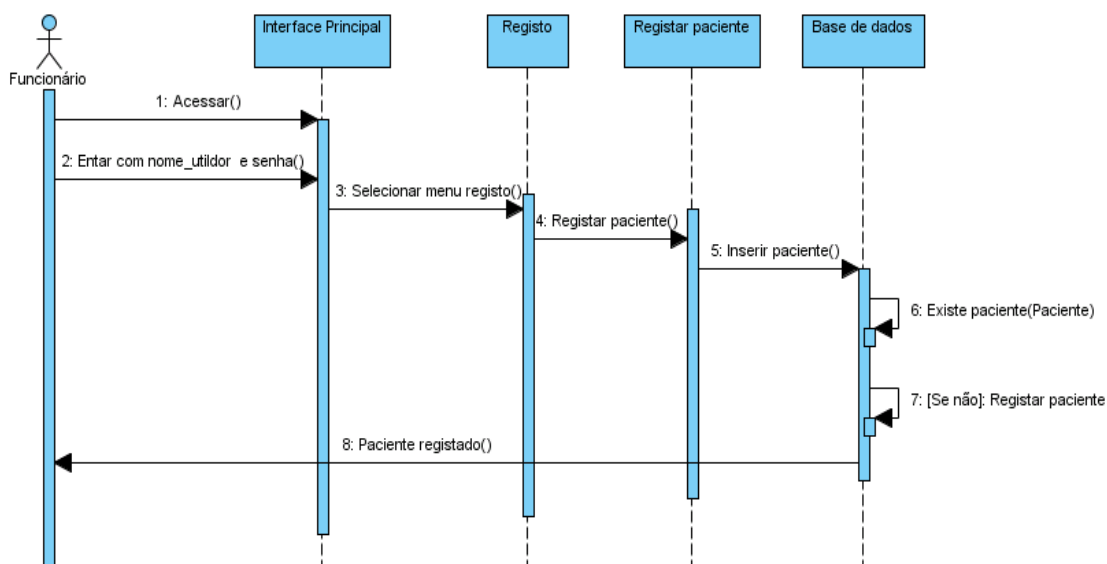 Interface Principal
Registo
Registar paciente
Base de dados
Funcionário
1: Acessar()
2: Entar com nome_utildor e senha()
3: Selecionar menu registo()
4: Registar paciente()
5: Inserir paciente()
6: Existe paciente(Paciente)
7: [Se não]: Registar paciente
8: Paciente registado()